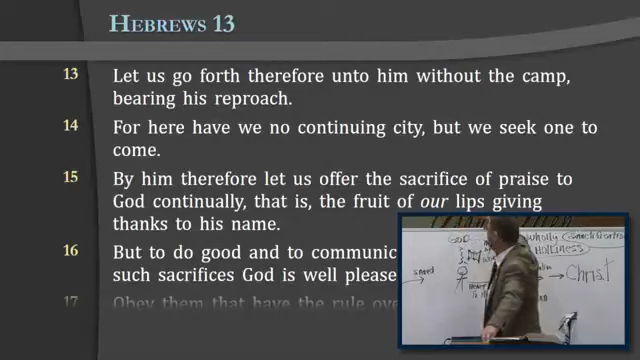 HEBREWS 13
13 Let us go forth therefore unto him without the camp,
bearing his reproach.
14 For here have we no continuing city, but we seek one to
come.
15 By him therefore let us offer the sacrifice of praise to
God continually, that is, the fruit of our lips giving
thanks to his name.
16 But to do good and to communic
such sacrifices God is well please
17 Obey them that have the rule ove
GOD
wholly
Holiness
saved
Christ